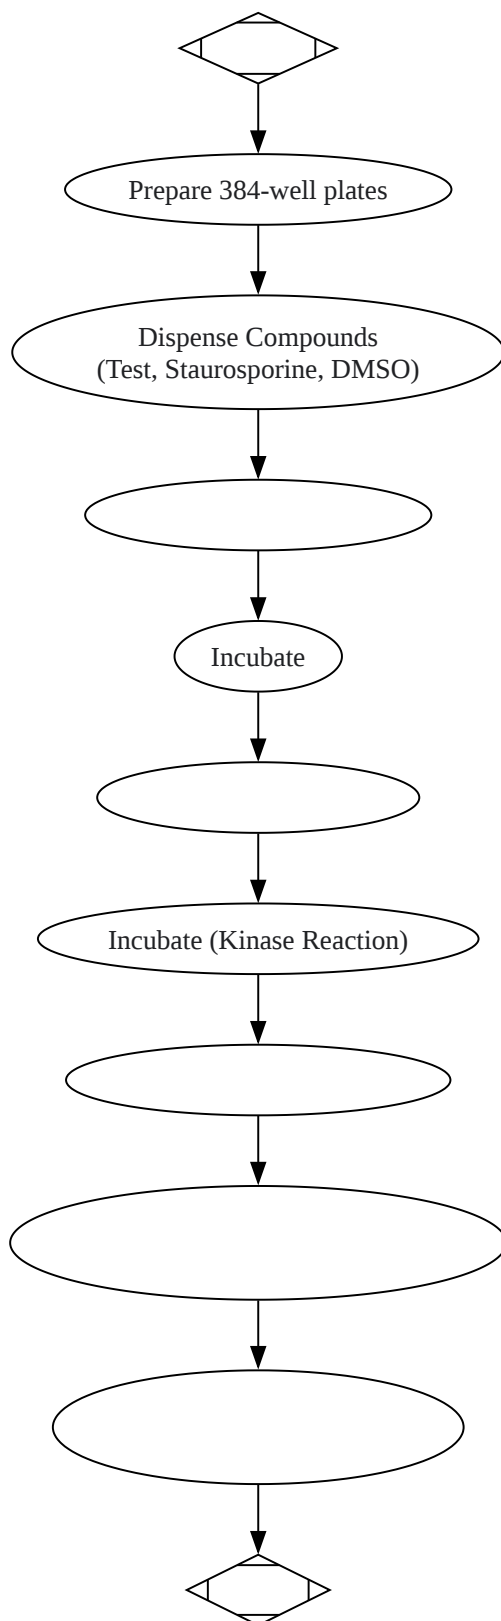 Prepare 384-well plates
Dispense Compounds
(Test, Staurosporine, DMSO)
Incubate
Incubate (Kinase Reaction)